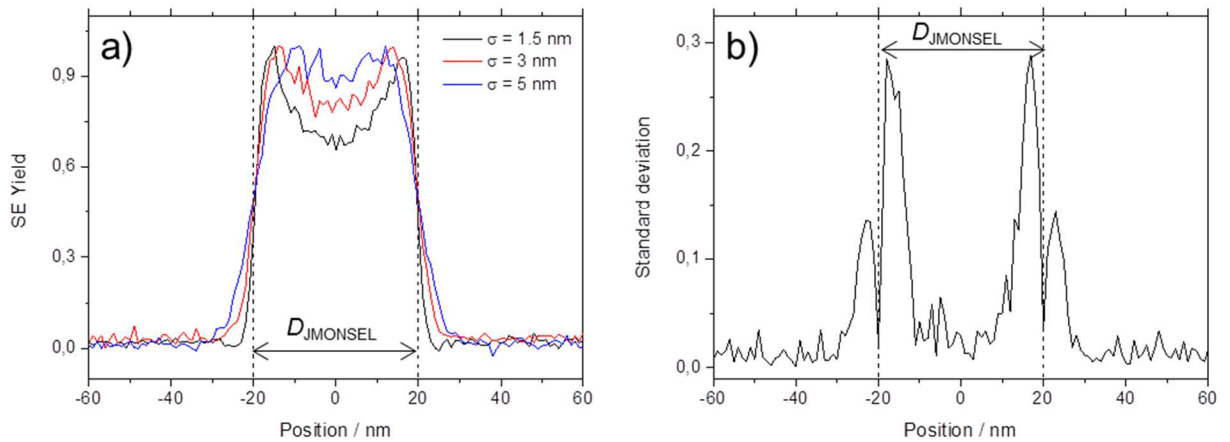 a)
σ = 1.5 nm
σ = 3 nm
σ = 5 nm
D JMONSEL
SE Yield
0,9
0,6
0,3
0,0
-60 -40 -20 0 20 40 60
Position / nm
b)
D JMONSEL
Standard deviation
0,3
0,2
0,1
0,0
-60 -40 -20 0 20 40 60
Position / nm